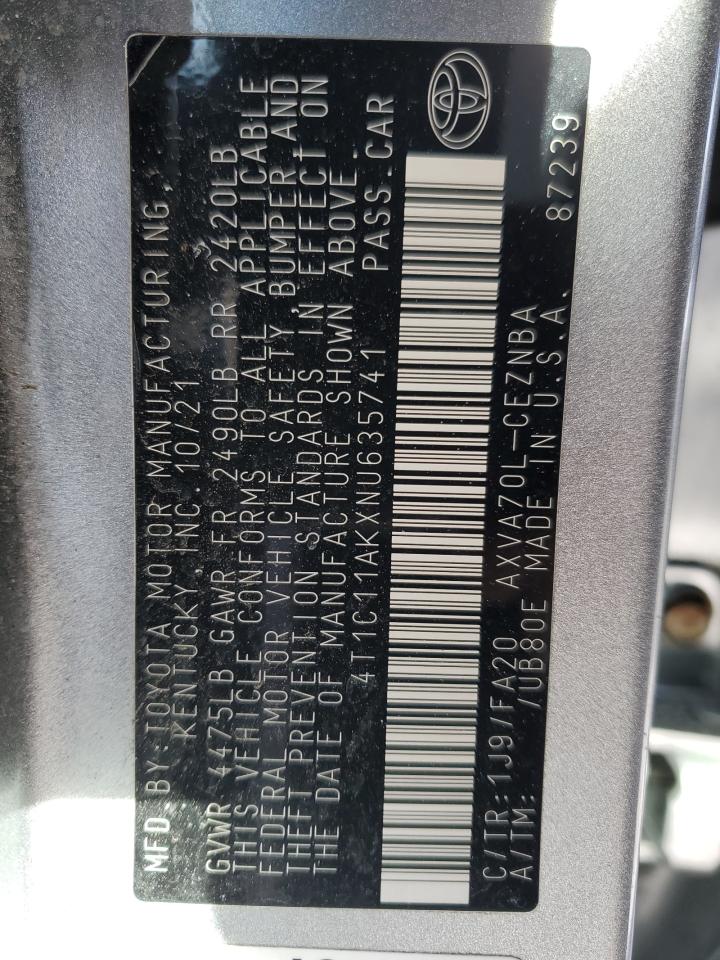 MFD BY:TOYOTA MOTOR MANUFACTURING,
KENTUCKY, INC. 10/21
GVWR 4475LB GAWR FR 2490LB RR 2420LB
THIS VEHICLE CONFORMS TO ALL APPLICABLE
FEDERAL MOTOR VEHICLE SAFETY, BUMPER, AND
THEFT PREVENTION STANDARDS IN EFFECT ON
THE DATE OF MANUFACTURE SHOWN ABOVE.
4T1C11AKXNU635741 PASS.CAR
C/TR:1J9/FA20 AXVA70L-CEZNBA
A/TM: /UB80E MADE IN U.S.A. 87239